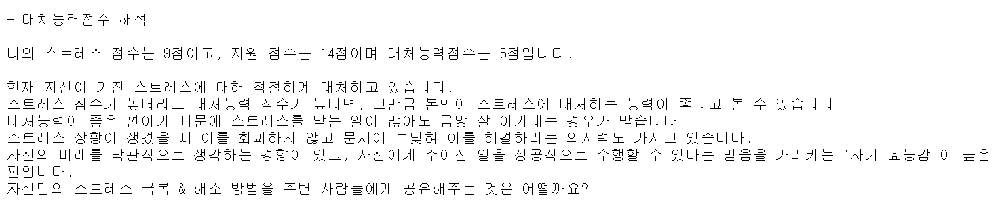 - 대처능력점수 해석
나의 스트레스 점수는 9점이고, 자원 점수는 14점이며 대처능력점수는 5점입니다.
현재 자신이 가진 스트레스에 대해 적절하게 대처하고 있습니다.
스트레스 점수가 높더라도 대처능력 점수가 높다면, 그만큼 본인이 스트레스에 대처하는 능력이 좋다고 볼 수 있습니다.
대처능력이 좋은 편이기 때문에 스트레스를 받는 일이 많아도 금방 잘 이겨내는 경우가 많습니다.
스트레스 상황이 생겼을 때 이를 회피하지 않고 문제에 부딪혀 이를 해결하려는 의지력도 가지고 있습니다.
자신의 미래를 낙관적으로 생각하는 경향이 있고, 자신에게 주어진 일을 성공적으로 수행할 수 있다는 믿음을 가리키는 '자기 효능감'이 높은
편입니다.
자신만의 스트레스 극복 & 해소 방법을 주변 사람들에게 공유해주는 것은 어떨까요?